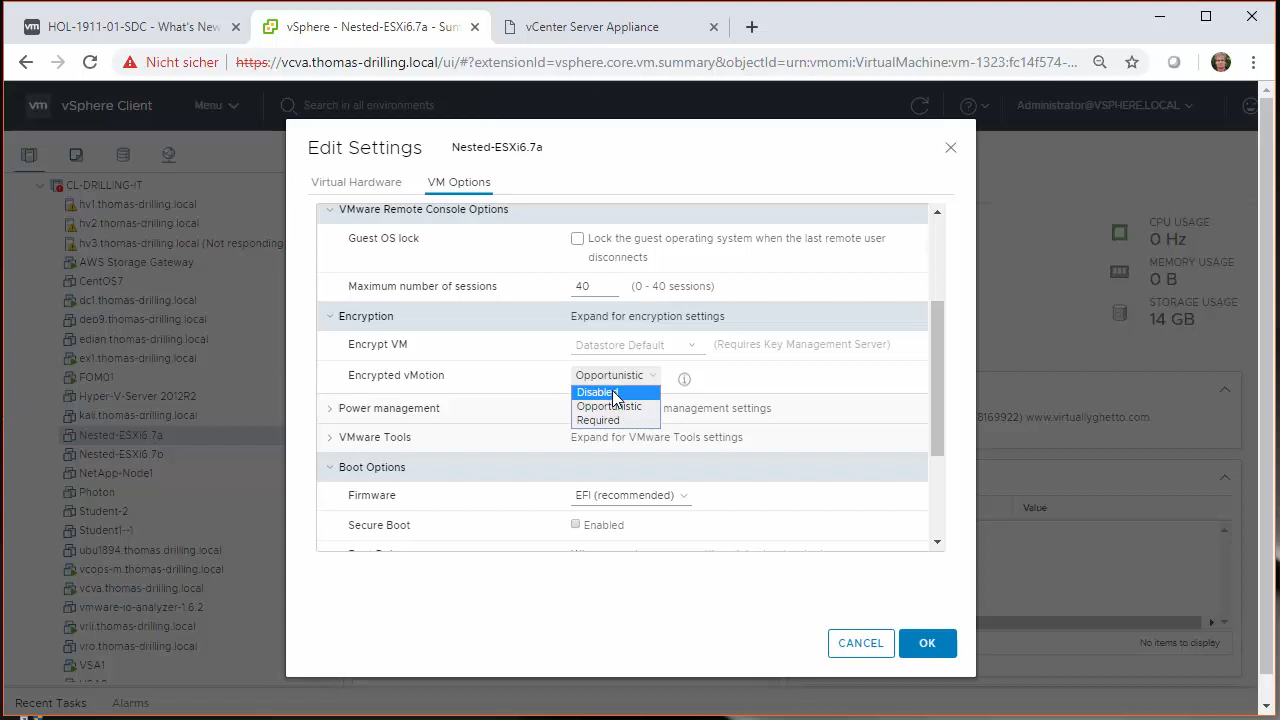 HOL-1911-01-SDC - What's New
vSphere - Nested-ESXi6.7a - Sum
vCenter Server Appliance
Nicht sicher
https://vcva.thomas-drilling.local/ui/#?extensionId=vsphere.core.vm.summary&objectId=urn:vmomi:VirtualMachine:vm-1323:fc14f574-...
vm vSphere Client Menu Search in all environments Administrator@VSPHERE.LOCAL
CL-DRILLING-IT
hv1.thomas-drilling.local
hv2.thomas-drilling.local
hv3.thomas-drilling.local (Not responding)
AWS Storage Gateway
CentOS7
dc1.thomas-drilling.local
deb9.thomas-drilling.local
edian.thomas-drilling.local
ex1.thomas-drilling.local
FOM01
Hyper-V-Server 2012R2
kali.thomas-drilling.local
Nested-ESXi6.7a
Nested-ESXi6.7b
NetApp-Node1
Photon
Student-2
Student1--1
ubu1894.thomas-drilling.local
vcops-m.thomas-drilling.local
vcva.thomas-drilling.local
vmware-io-analyzer-1.6.2
vrli.thomas-drilling.local
vro.thomas-drilling.local
VSA1
Edit Settings Nested-ESXi6.7a
Virtual Hardware VM Options
VMware Remote Console Options
Guest OS lock Lock the guest operating system when the last remote user
disconnects
Maximum number of sessions 40 (0 - 40 sessions)
Encryption Expand for encryption settings
Encrypt VM Datastore Default (Requires Key Management Server)
Encrypted vMotion Opportunistic
Disabled
Opportunistic
Required
Power management management settings
VMware Tools Expand for VMware Tools settings
Boot Options
Firmware EFI (recommended)
Secure Boot Enabled
CANCEL OK
CPU USAGE
0 Hz
MEMORY USAGE
0 B
STORAGE USAGE
14 GB
8169922) www.virtuallyghetto.com
Value
No items to display
Recent Tasks Alarms